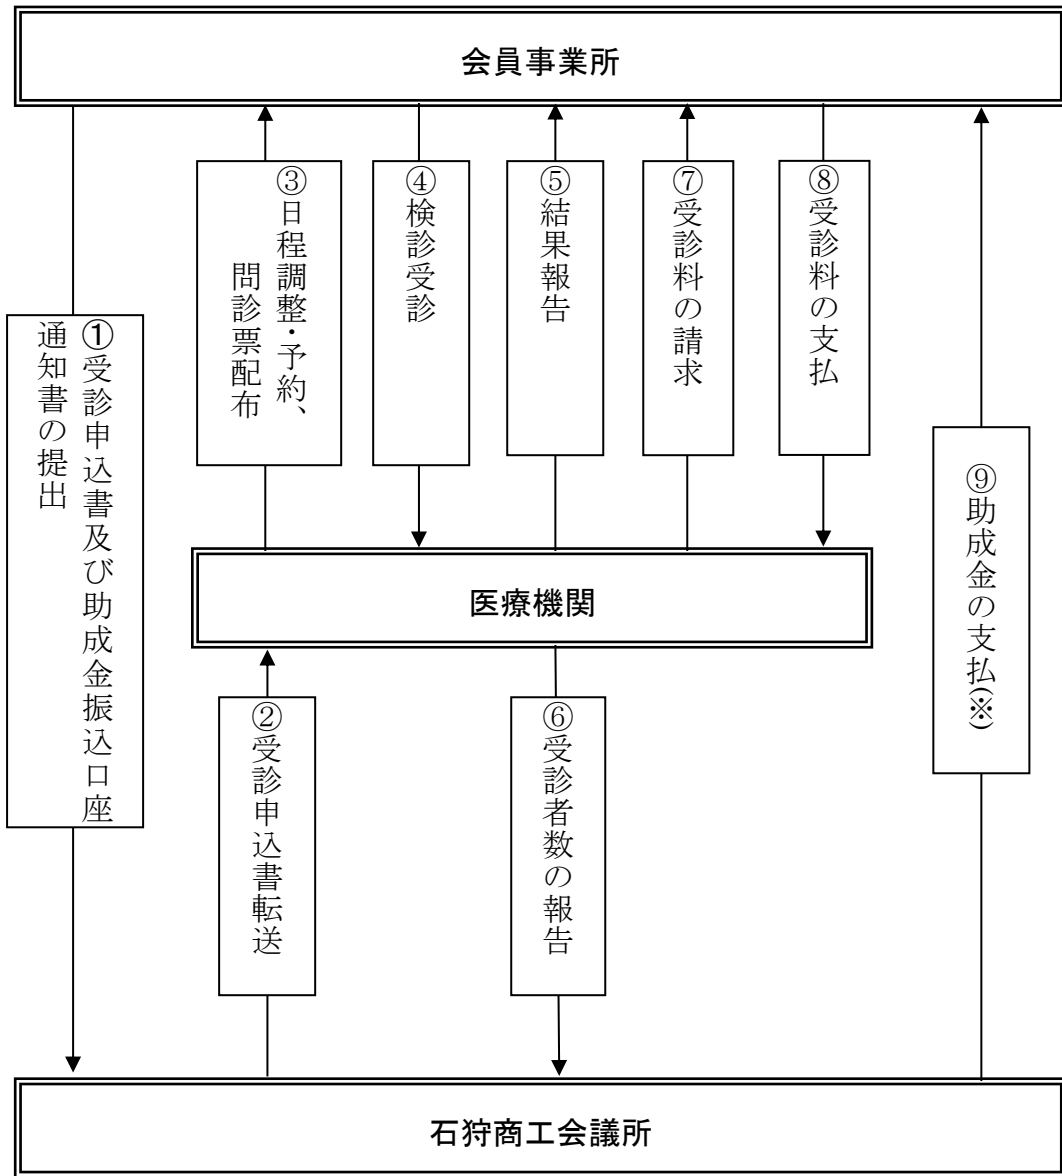 会員事業所
①受診申込書及び助成金振込口座
通知書の提出
②受診申込書転送
③日程調整・予約、
問診票配布
④検診受診
⑤結果報告
⑥受診者数の報告
⑦受診料の請求
⑧受診料の支払
⑨助成金の支払(※)
医療機関
石狩商工会議所